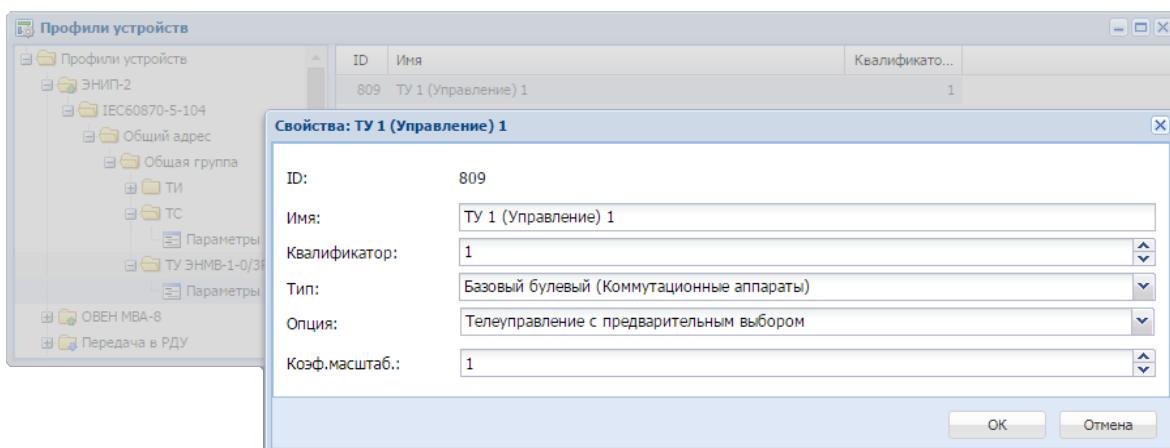 Профили устройств
Профили устройств
ID Имя Квалификато...
ЭНИП-2
809 ТУ 1 (Управление) 1 1
IEC60870-5-104
Общий адрес
Общая группа
ТИ
ТС
Параметры
ТУ ЭНМВ-1-0/3
Параметры
ОВЕН МВА-8
Передача в РДУ
Свойства: ТУ 1 (Управление) 1
ID: 809
Имя: ТУ 1 (Управление) 1
Квалификатор: 1
Тип: Базовый булевый (Коммутационные аппараты)
Опция: Телеуправление с предварительным выбором
Коэф.масштаб.: 1
OK Отмена